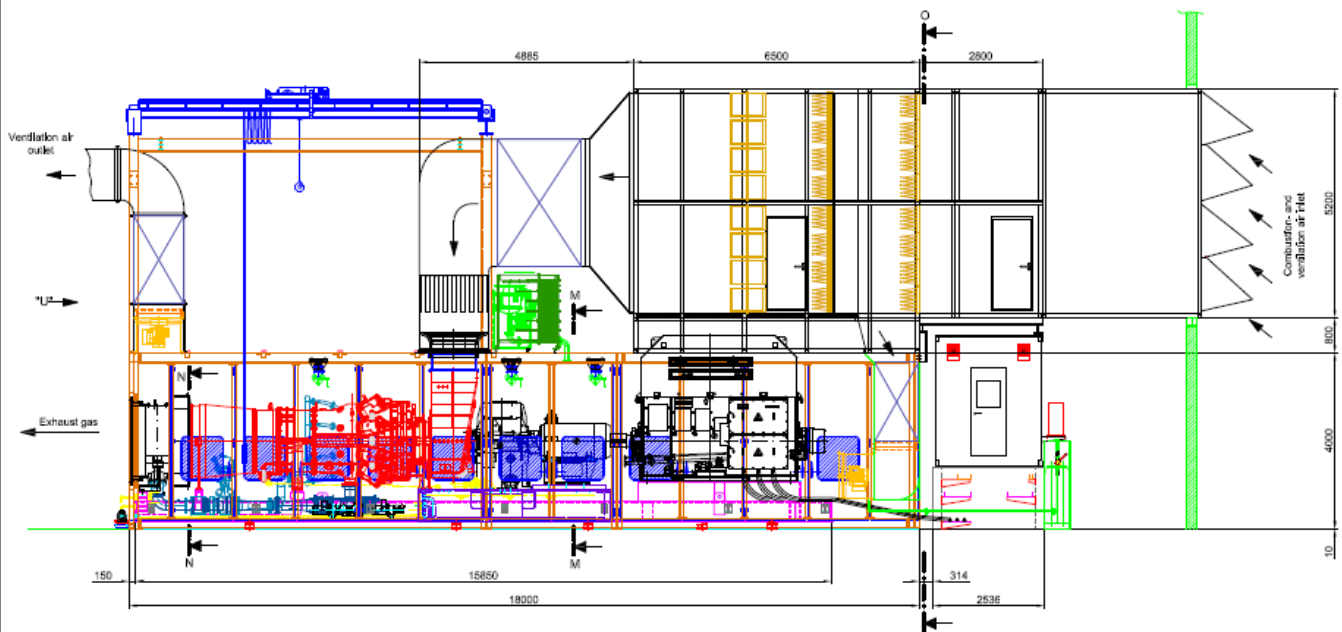 O
4885
6500
2800
Ventilation air
outlet
Combustion- and
ventilation air inlet
5200
"U"
M
800
N
Exhaust gas
4000
N
M
10
150
15850
314
18000
2536